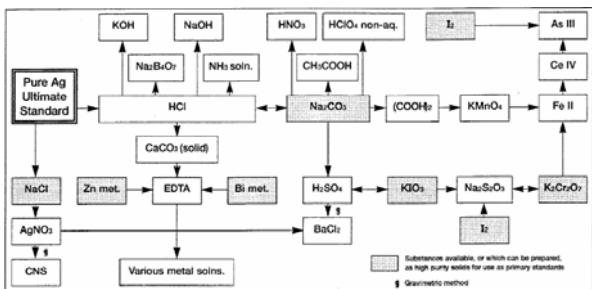 KOH
NaOH
HNO₃
HClO₄ non-aq.
I₂
As III
Na₂B₄O₇
NH₃ soln.
CH₃COOH
Ce IV
Pure Ag
Ultimate
Standard
HCl
Na₂CO₃
(COOH)₂
KMnO₄
Fe II
CaCO₃ (solid)
NaCl
Zn met.
EDTA
Bi met.
H₂SO₄
KIO₃
Na₂S₂O₃
K₂Cr₂O₇
§
§
AgNO₃
BaCl₂
I₂
CNS
Various metal solns.
Substances available, or which can be prepared,
as high purity solids for use as primary standards
§ Gravimetric method